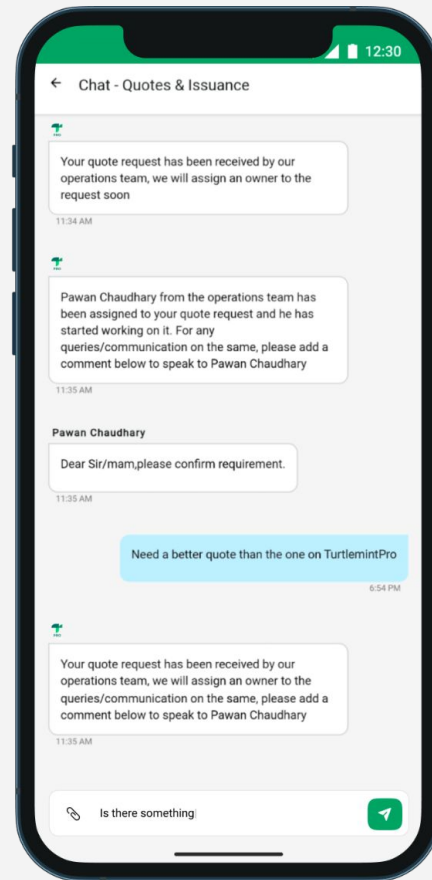 12:30
Chat - Quotes & Issuance
PRO
Your quote request has been received by our
operations team, we will assign an owner to the
request soon
11:34 AM
PRO
Pawan Chaudhary from the operations team has
been assigned to your quote request and he has
started working on it. For any
queries/communication on the same, please add a
comment below to speak to Pawan Chaudhary
11:35 AM
Pawan Chaudhary
Dear Sir/mam,please confirm requirement.
11:35 AM
Need a better quote than the one on TurtlemintPro
6:54 PM
PRO
Your quote request has been received by our
operations team, we will assign an owner to the
queries/communication on the same, please add a
comment below to speak to Pawan Chaudhary
11:35 AM
Is there something